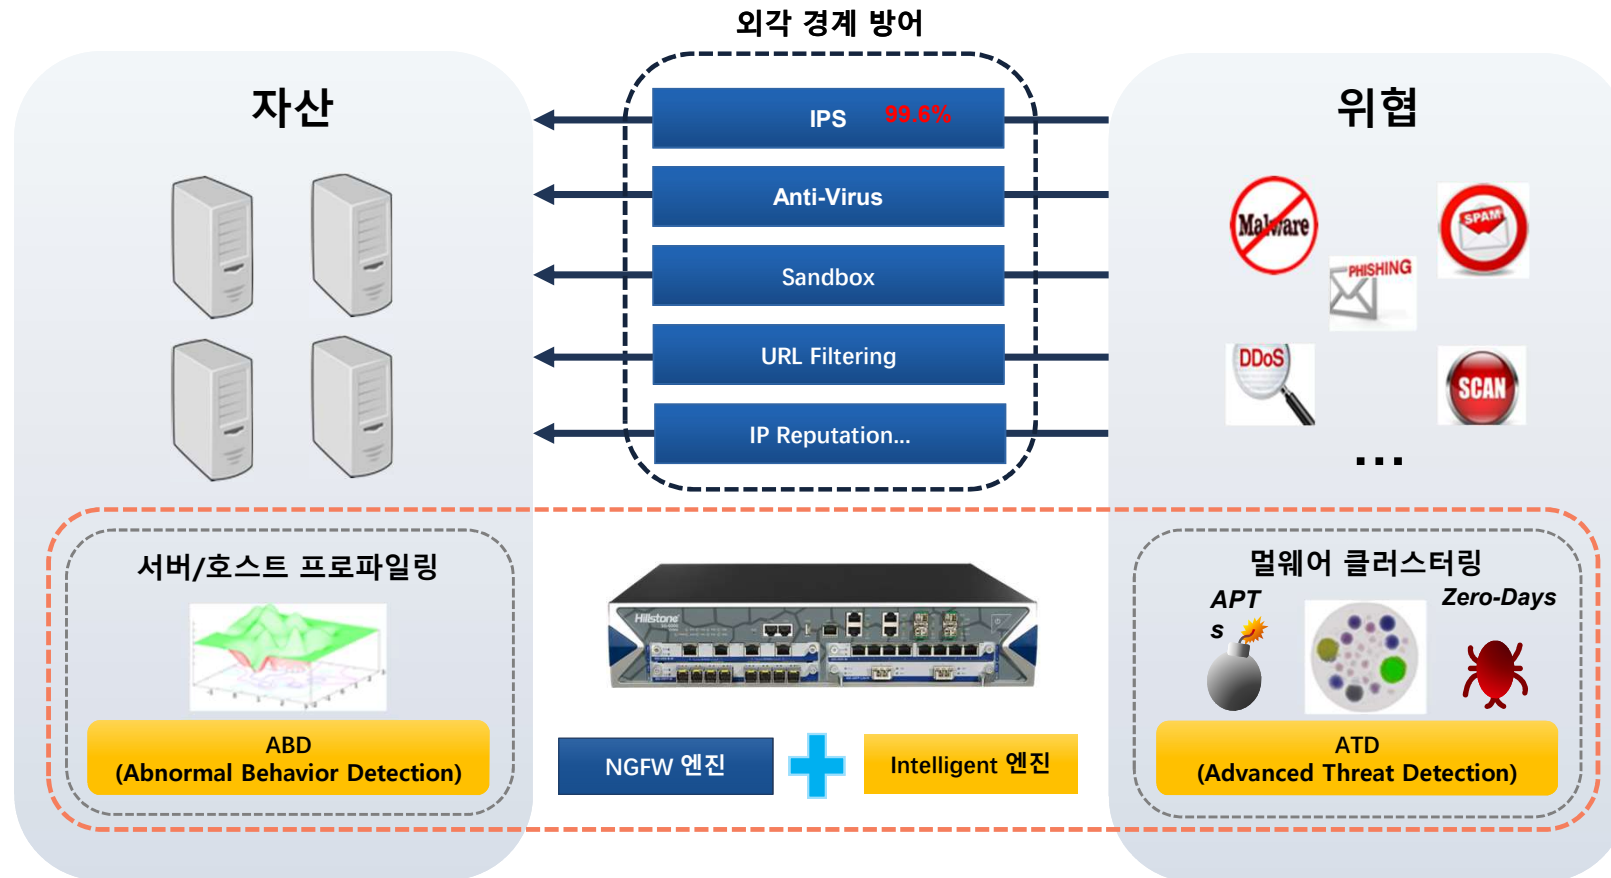 외각 경계 방어
자산
위협
IPS 99.6%
Anti-Virus
Sandbox
URL Filtering
IP Reputation...
Malware
SPAM
PHISHING
DDoS
SCAN
...
서버/호스트 프로파일링
ABD
(Abnormal Behavior Detection)
Hillstone
NGFW 엔진
Intelligent 엔진
멀웨어 클러스터링
APT
s
Zero-Days
ATD
(Advanced Threat Detection)